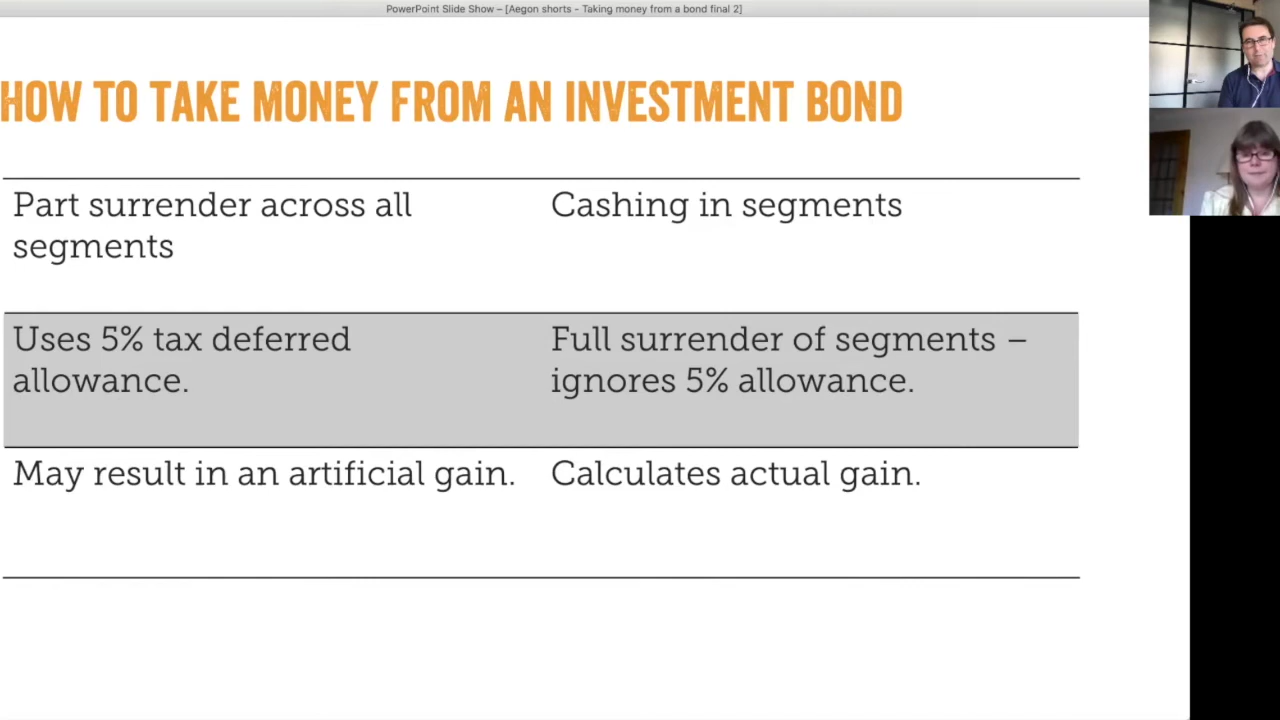 PowerPoint Slide Show – [Aegon shorts - Taking money from a bond final 2]
HOW TO TAKE MONEY FROM AN INVESTMENT BOND
Part surrender across all
segments
Cashing in segments
Uses 5% tax deferred
allowance.
Full surrender of segments –
ignores 5% allowance.
May result in an artificial gain.
Calculates actual gain.